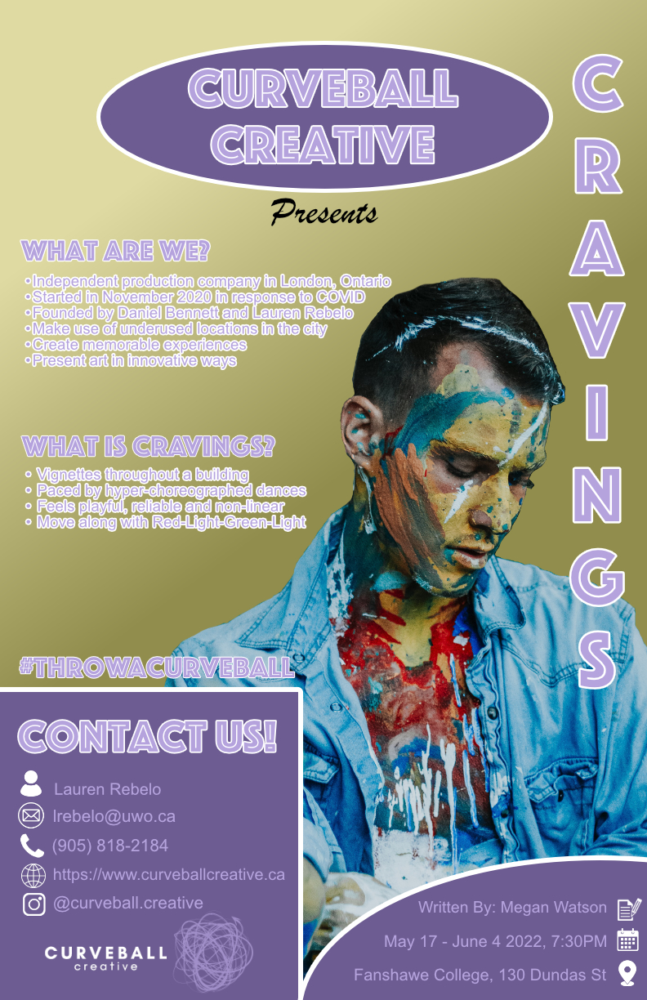 CURVEBALL
CREATIVE
Presents
CRAVINGS
WHAT ARE WE?
•Independent production company in London, Ontario
•Started in November 2020 in response to COVID
•Founded by Daniel Bennett and Lauren Rebelo
•Make use of underused locations in the city
•Create memorable experiences
•Present art in innovative ways
WHAT IS CRAVINGS?
• Vignettes throughout a building
• Paced by hyper-choreographed dances
• Feels playful, reliable and non-linear
• Move along with Red-Light-Green-Light
#THROWACURVEBALL
CONTACT US!
Lauren Rebelo
lrebelo@uwo.ca
(905) 818-2184
https://www.curveballcreative.ca
@curveball.creative
CURVEBALL
creative
Written By: Megan Watson
May 17 - June 4 2022, 7:30PM
Fanshawe College, 130 Dundas St